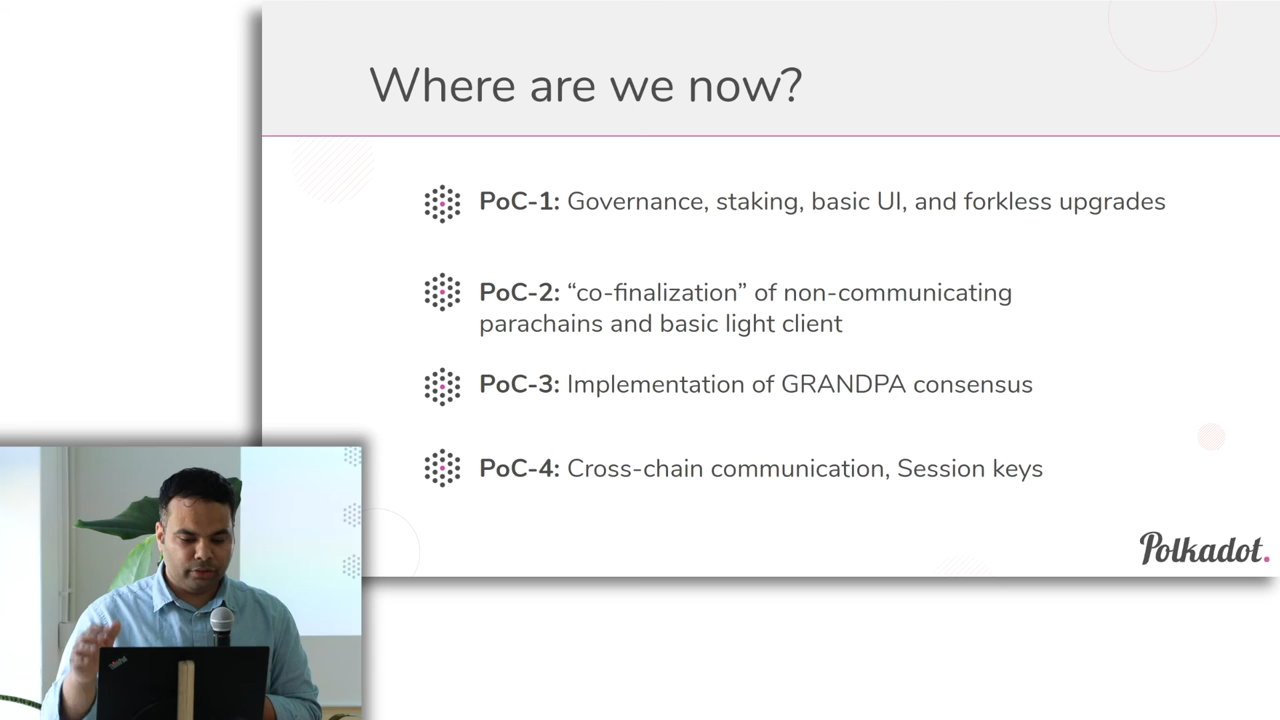 Where are we now?
PoC-1: Governance, staking, basic UI, and forkless upgrades
PoC-2: “co-finalization” of non-communicating
parachains and basic light client
PoC-3: Implementation of GRANDPA consensus
PoC-4: Cross-chain communication, Session keys
Polkadot.
ThinkPad